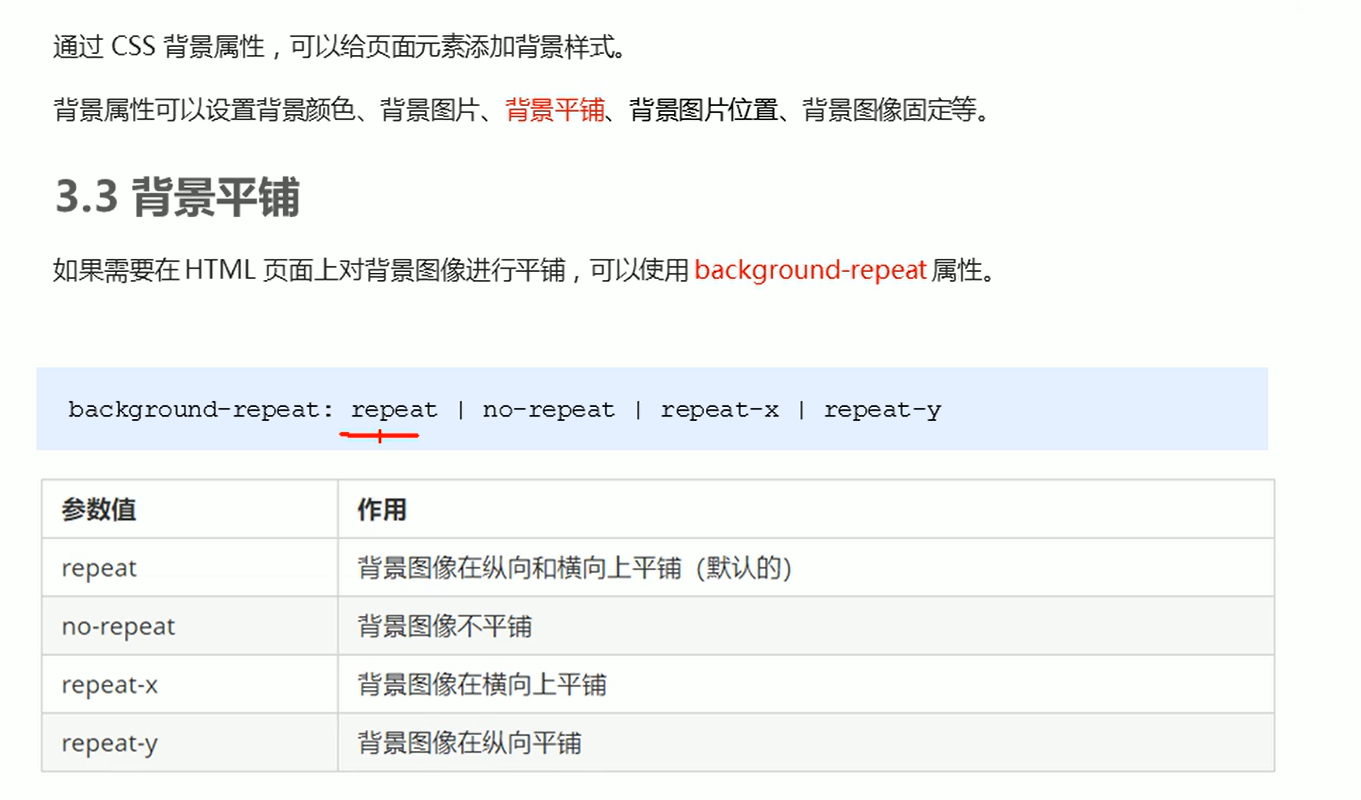 通过 CSS 背景属性，可以给页面元素添加背景样式。
背景属性可以设置背景颜色、背景图片、背景平铺、背景图片位置、背景图像固定等。
3.3 背景平铺
如果需要在 HTML 页面上对背景图像进行平铺，可以使用 background-repeat 属性。
background-repeat: repeat | no-repeat | repeat-x | repeat-y
参数值 作用
repeat 背景图像在纵向和横向上平铺（默认的）
no-repeat 背景图像不平铺
repeat-x 背景图像在横向上平铺
repeat-y 背景图像在纵向平铺